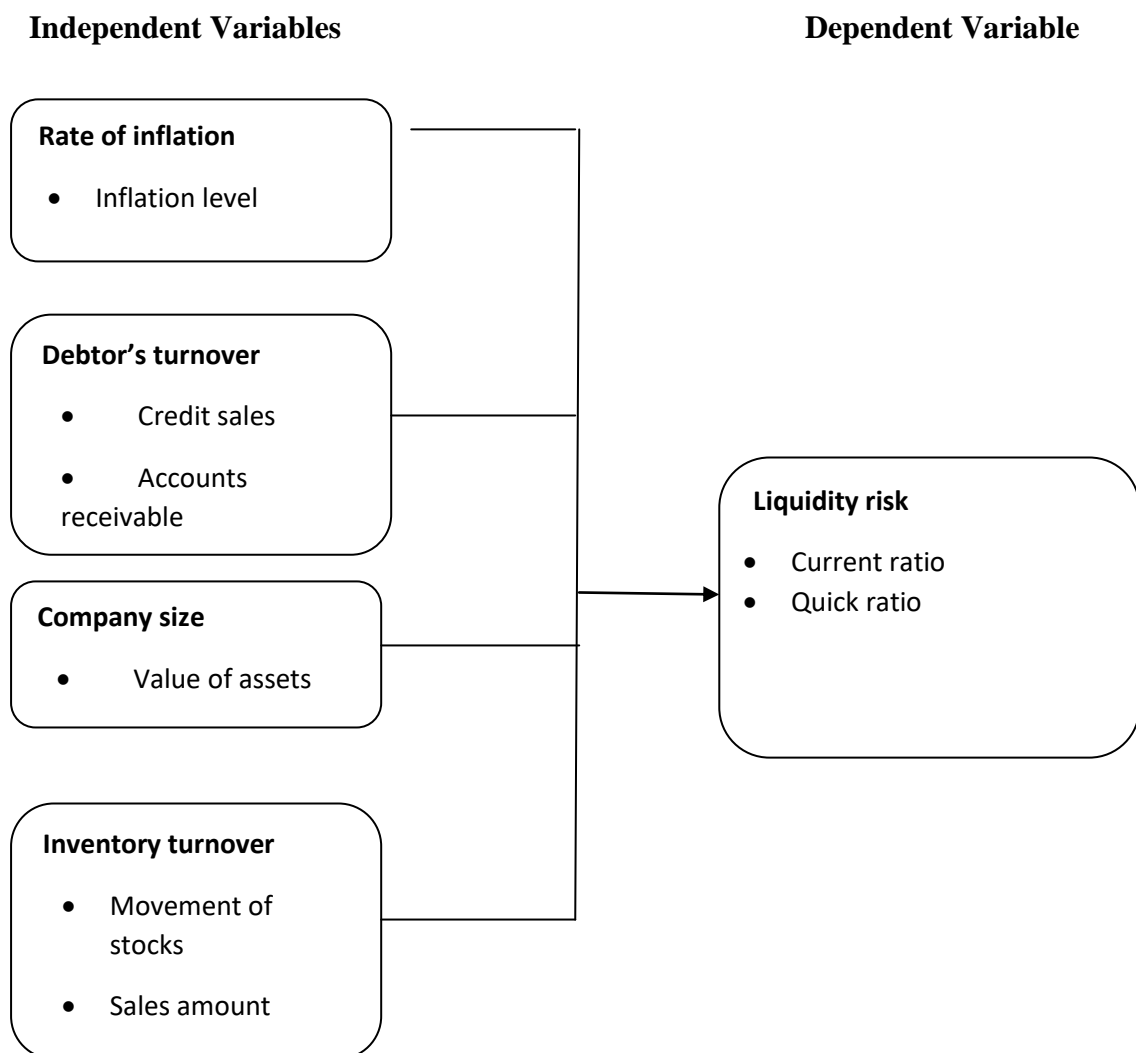 Independent Variables
Dependent Variable
Rate of inflation
• Inflation level
Debtor’s turnover
• Credit sales
• Accounts
receivable
Company size
• Value of assets
Inventory turnover
• Movement of
stocks
• Sales amount
Liquidity risk
• Current ratio
• Quick ratio